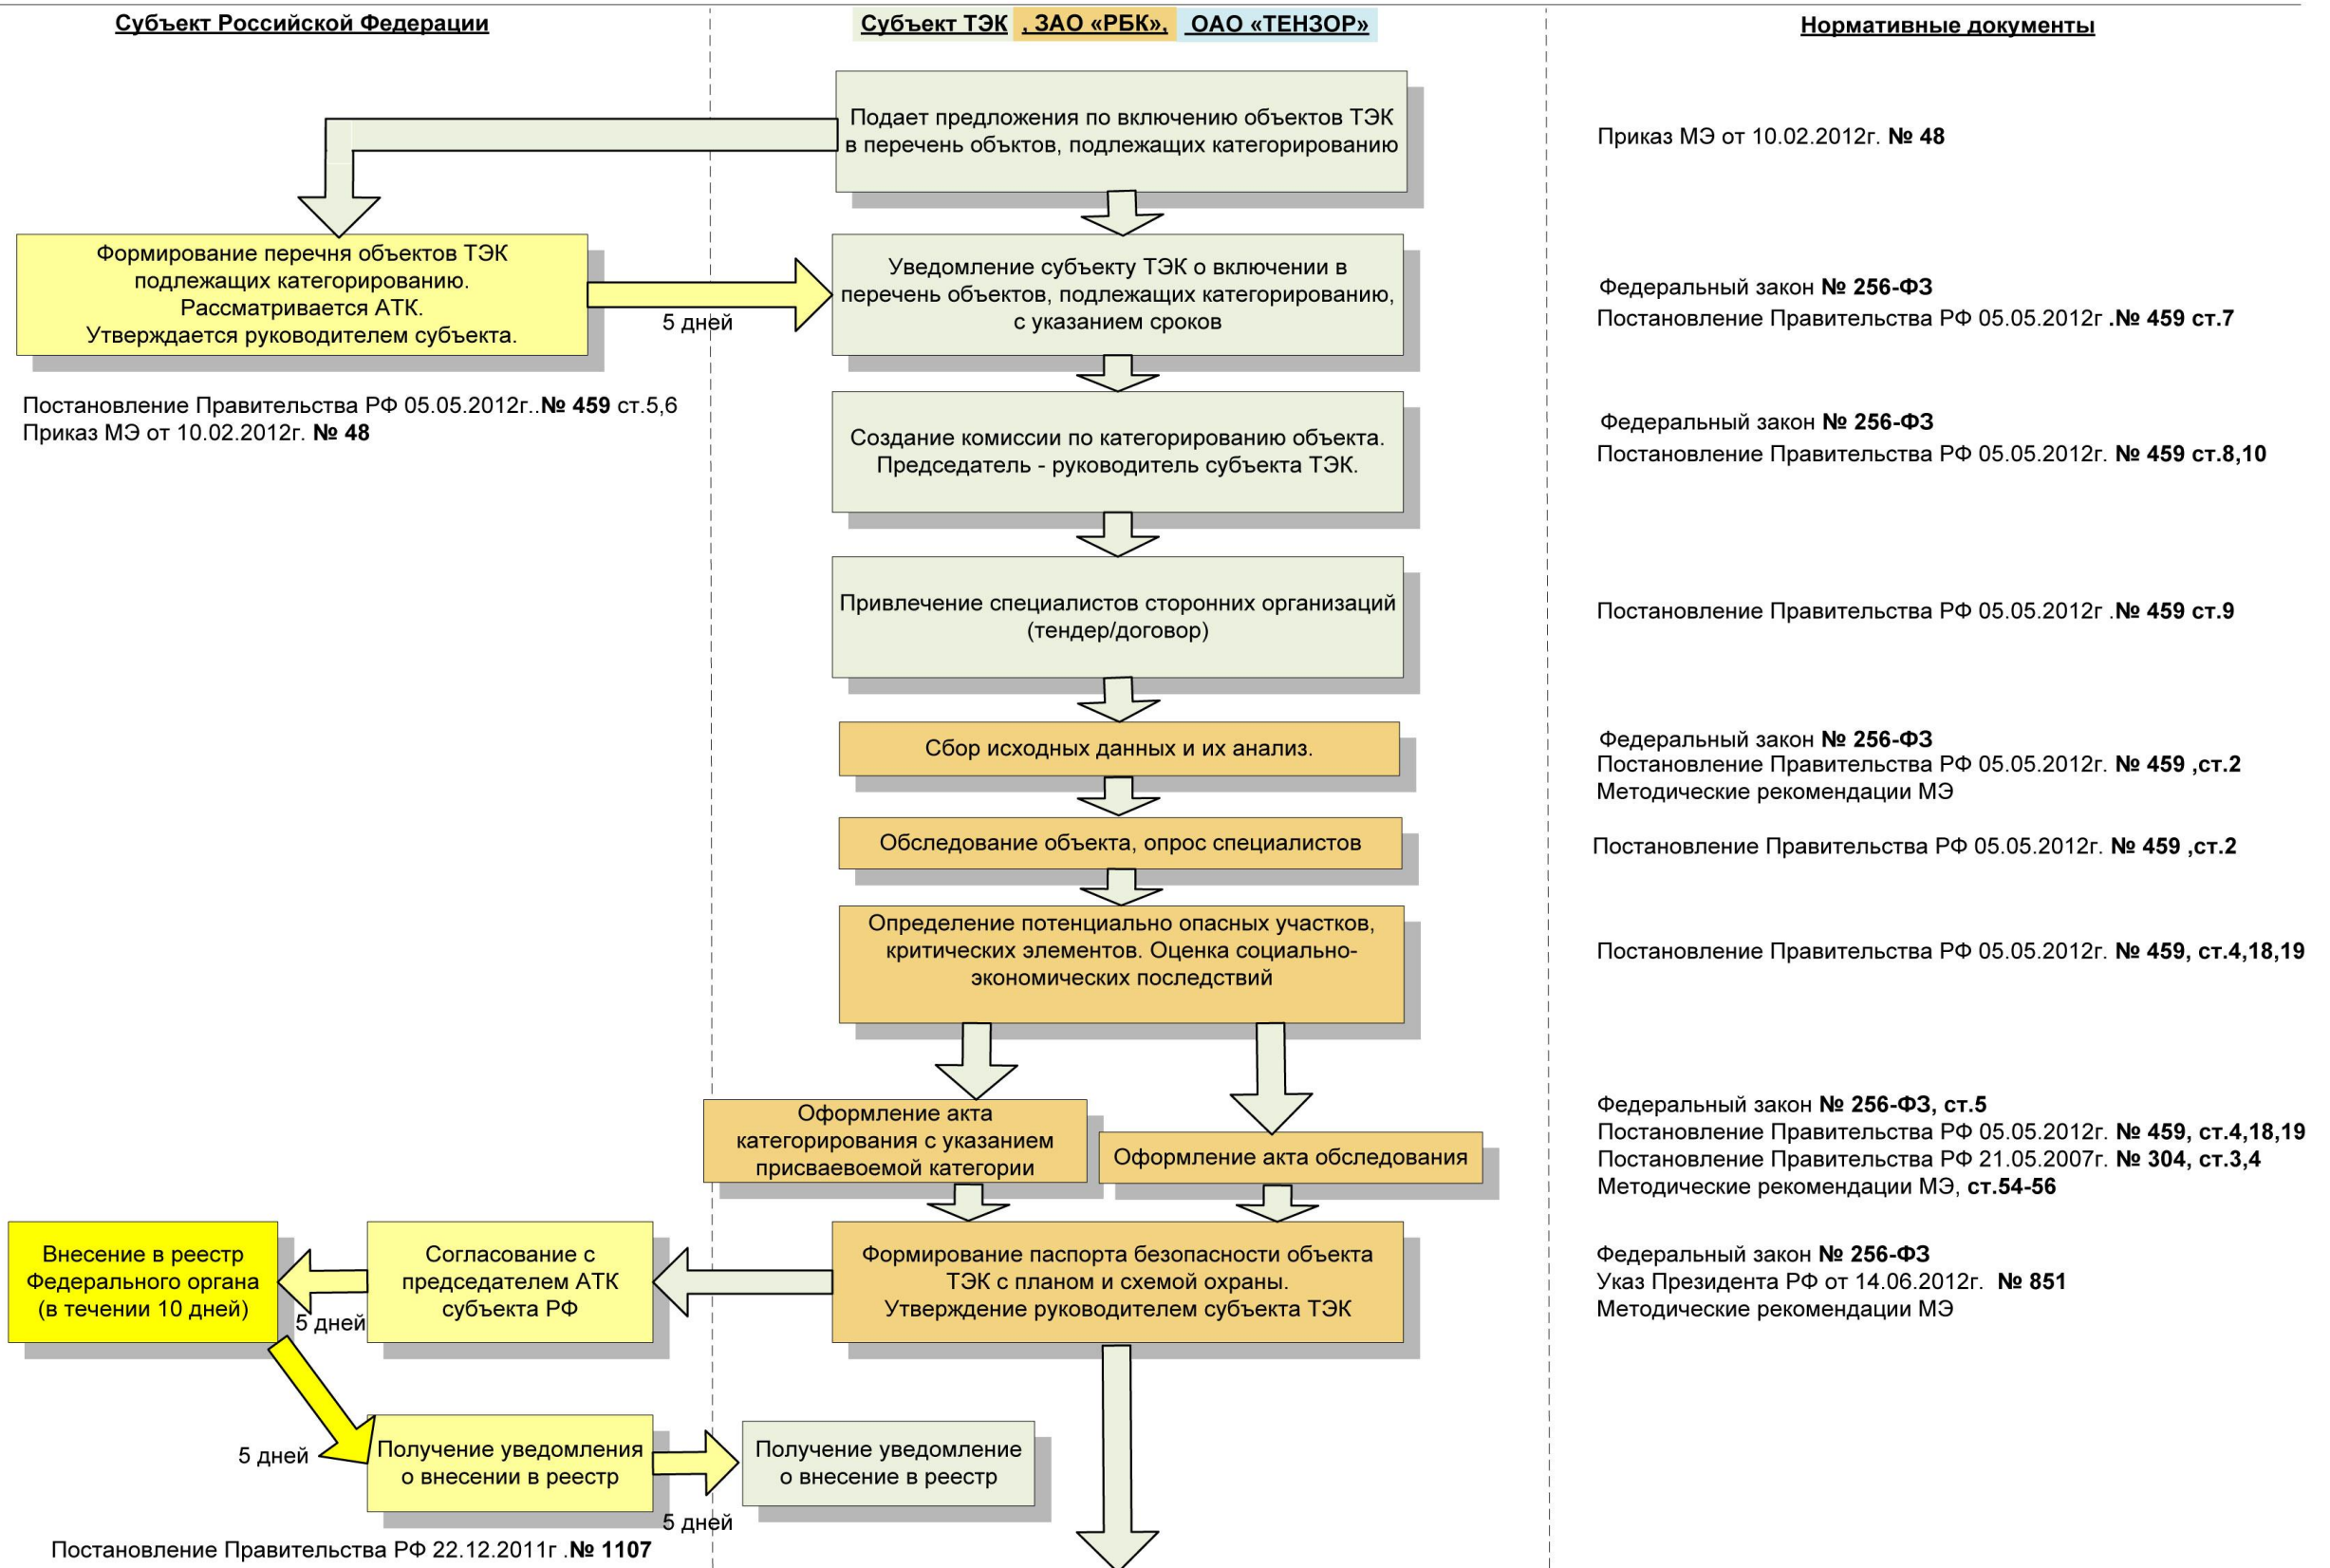 Субъект Российской Федерации
Субъект ТЭК , ЗАО «РБК», ОАО «ТЕНЗОР»
Нормативные документы
Подает предложения по включению объектов ТЭК
в перечень объктов, подлежащих категорированию
Приказ МЭ от 10.02.2012г. № 48
Формирование перечня объектов ТЭК
подлежащих категорированию.
Рассматривается АТК.
Утверждается руководителем субъекта.
5 дней
Уведомление субъекту ТЭК о включении в
перечень объектов, подлежащих категорированию,
с указанием сроков
Федеральный закон № 256-ФЗ
Постановление Правительства РФ 05.05.2012г .№ 459 ст.7
Постановление Правительства РФ 05.05.2012г..№ 459 ст.5,6
Приказ МЭ от 10.02.2012г. № 48
Создание комиссии по категорированию объекта.
Председатель - руководитель субъекта ТЭК.
Федеральный закон № 256-ФЗ
Постановление Правительства РФ 05.05.2012г. № 459 ст.8,10
Привлечение специалистов сторонних организаций
(тендер/договор)
Постановление Правительства РФ 05.05.2012г .№ 459 ст.9
Сбор исходных данных и их анализ.
Федеральный закон № 256-ФЗ
Постановление Правительства РФ 05.05.2012г. № 459 ,ст.2
Методические рекомендации МЭ
Обследование объекта, опрос специалистов
Постановление Правительства РФ 05.05.2012г. № 459 ,ст.2
Определение потенциально опасных участков,
критических элементов. Оценка социально-
экономических последствий
Постановление Правительства РФ 05.05.2012г. № 459, ст.4,18,19
Оформление акта
категорирования с указанием
присваевоемой категории
Оформление акта обследования
Федеральный закон № 256-ФЗ, ст.5
Постановление Правительства РФ 05.05.2012г. № 459, ст.4,18,19
Постановление Правительства РФ 21.05.2007г. № 304, ст.3,4
Методические рекомендации МЭ, ст.54-56
Внесение в реестр
Федерального органа
(в течении 10 дней)
5 дней
Согласование с
председателем АТК
субъекта РФ
Формирование паспорта безопасности объекта
ТЭК с планом и схемой охраны.
Утверждение руководителем субъекта ТЭК
Федеральный закон № 256-ФЗ
Указ Президента РФ от 14.06.2012г. № 851
Методические рекомендации МЭ
5 дней
Получение уведомления
о внесении в реестр
5 дней
Получение уведомление
о внесение в реестр
Постановление Правительства РФ 22.12.2011г .№ 1107